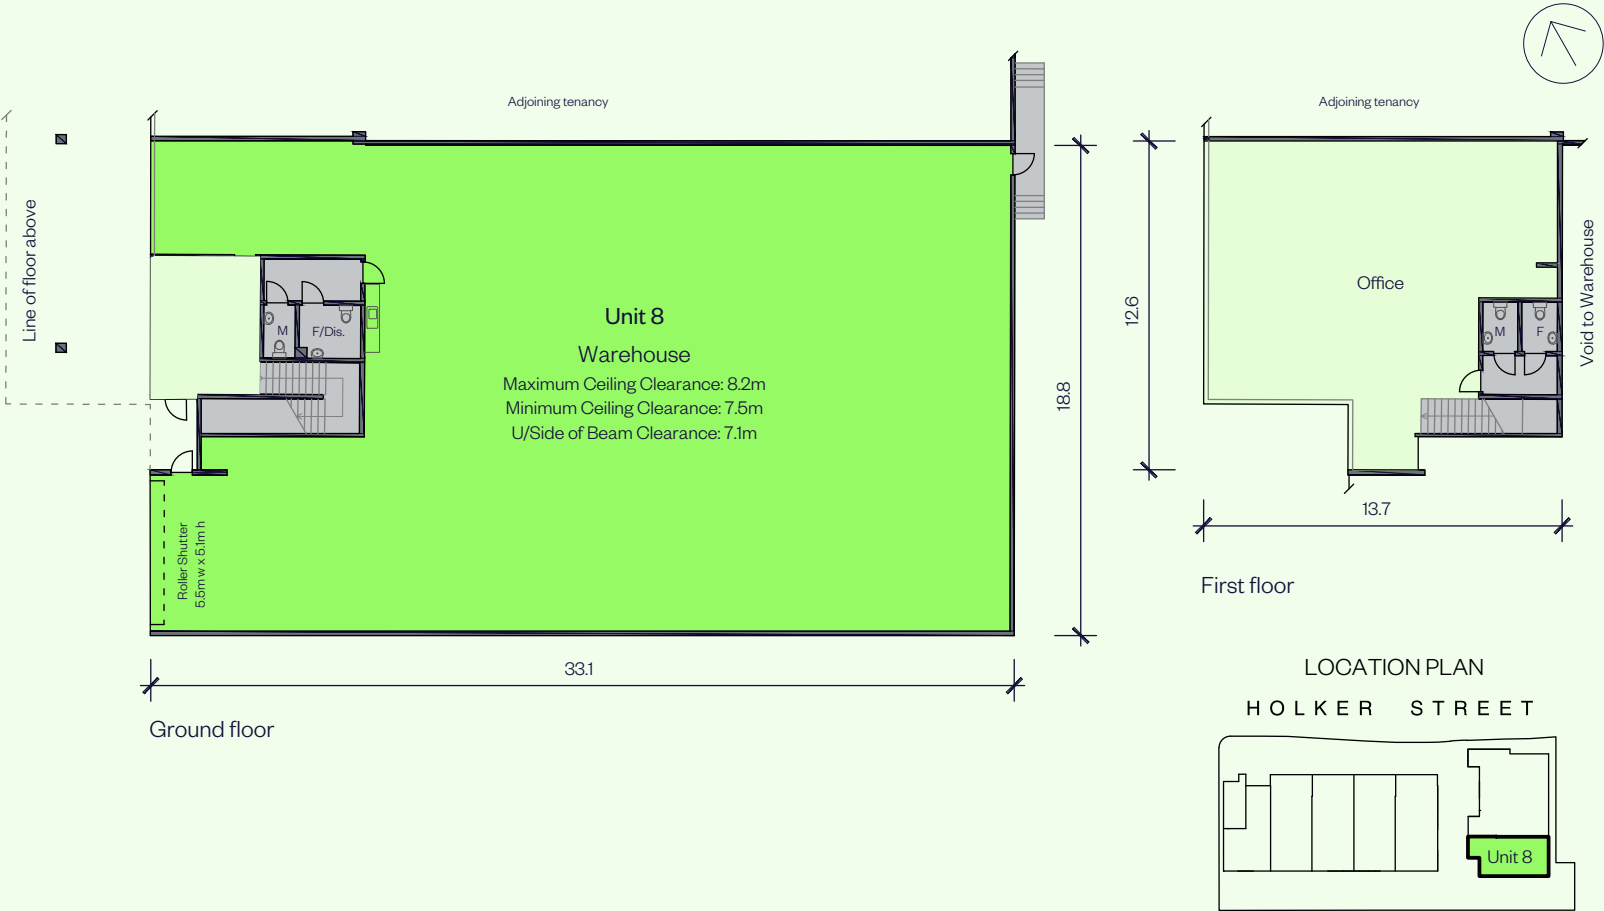 Adjoining tenancy
Adjoining tenancy
Line of floor above
Void to Warehouse
M
F/Dis.
Unit 8
Warehouse
Maximum Ceiling Clearance: 8.2m
Minimum Ceiling Clearance: 7.5m
U/Side of Beam Clearance: 7.1m
18.8
12.6
Office
M
F
Roller Shutter
5.5m w x 5.1m h
33.1
13.7
Ground floor
First floor
LOCATION PLAN
HOLKER STREET
Unit 8